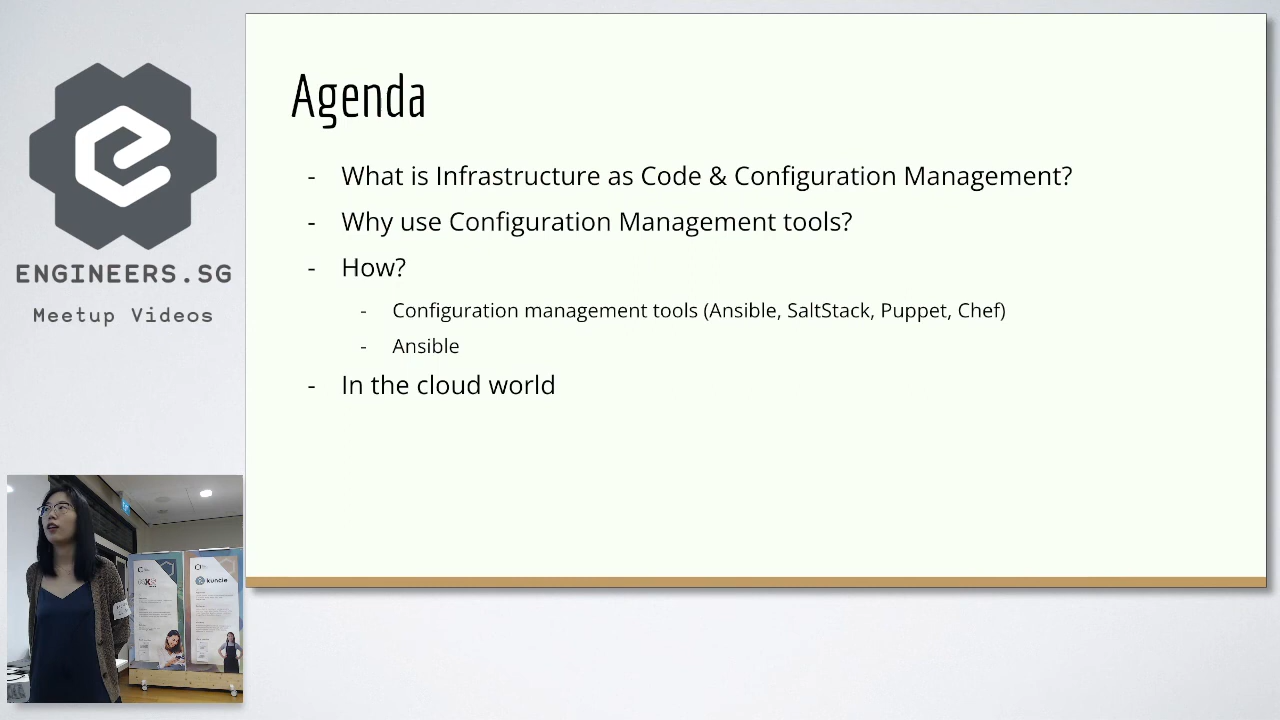 ENGINEERS.SG
Meetup Videos
Agenda
- What is Infrastructure as Code & Configuration Management?
- Why use Configuration Management tools?
- How?
- Configuration management tools (Ansible, SaltStack, Puppet, Chef)
- Ansible
- In the cloud world
kuncie